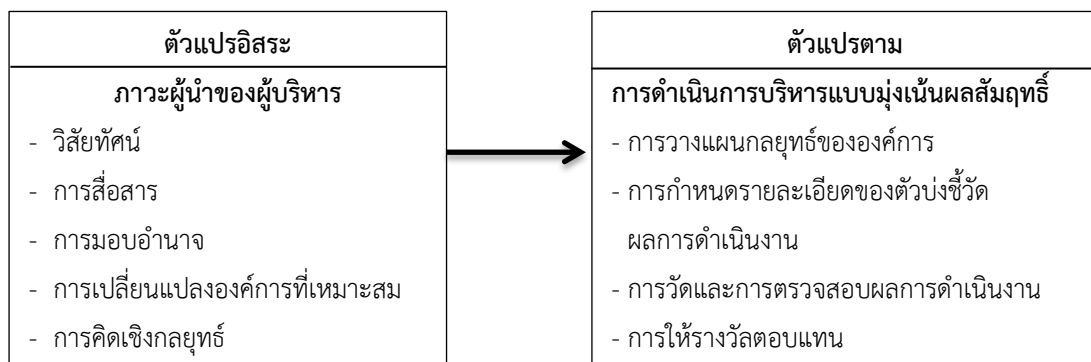 ตัวแปรอิสระ
ภาวะผู้นำของผู้บริหาร
- วิสัยทัศน์
- การสื่อสาร
- การมอบอำนาจ
- การเปลี่ยนแปลงองค์การที่เหมาะสม
- การคิดเชิงกลยุทธ์
ตัวแปรตาม
การดำเนินการบริหารแบบมุ่งเน้นผลสัมฤทธิ์
- การวางแผนกลยุทธ์ขององค์การ
- การกำหนดรายละเอียดของตัวบ่งชี้วัด
ผลการดำเนินงาน
- การวัดและการตรวจสอบผลการดำเนินงาน
- การให้รางวัลตอบแทน